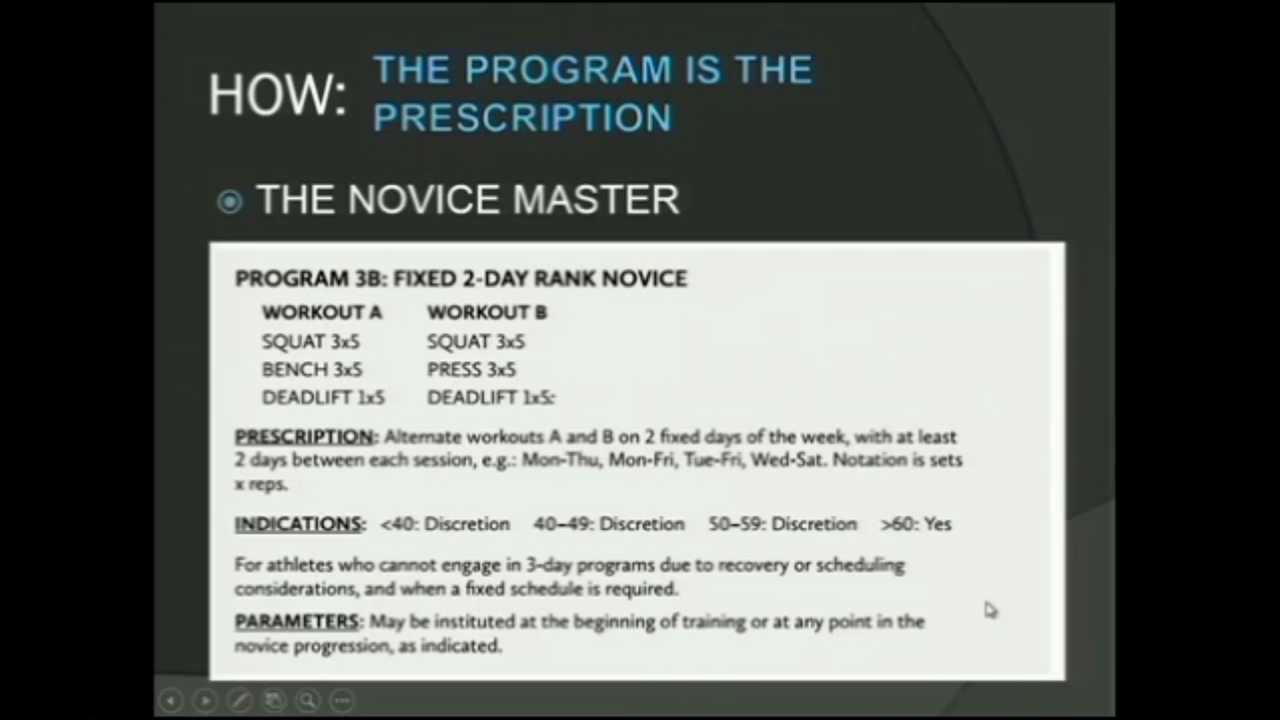 HOW: THE PROGRAM IS THE
PRESCRIPTION
THE NOVICE MASTER
PROGRAM 3B: FIXED 2-DAY RANK NOVICE
WORKOUT A WORKOUT B
SQUAT 3x5 SQUAT 3x5
BENCH 3x5 PRESS 3x5
DEADLIFT 1x5 DEADLIFT 1x5:
PRESCRIPTION: Alternate workouts A and B on 2 fixed days of the week, with at least
2 days between each session, e.g.: Mon-Thu, Mon-Fri, Tue-Fri, Wed-Sat. Notation is sets
x reps.
INDICATIONS: <40: Discretion 40–49: Discretion 50–59: Discretion >60: Yes
For athletes who cannot engage in 3-day programs due to recovery or scheduling
considerations, and when a fixed schedule is required.
PARAMETERS: May be instituted at the beginning of training or at any point in the
novice progression, as indicated.